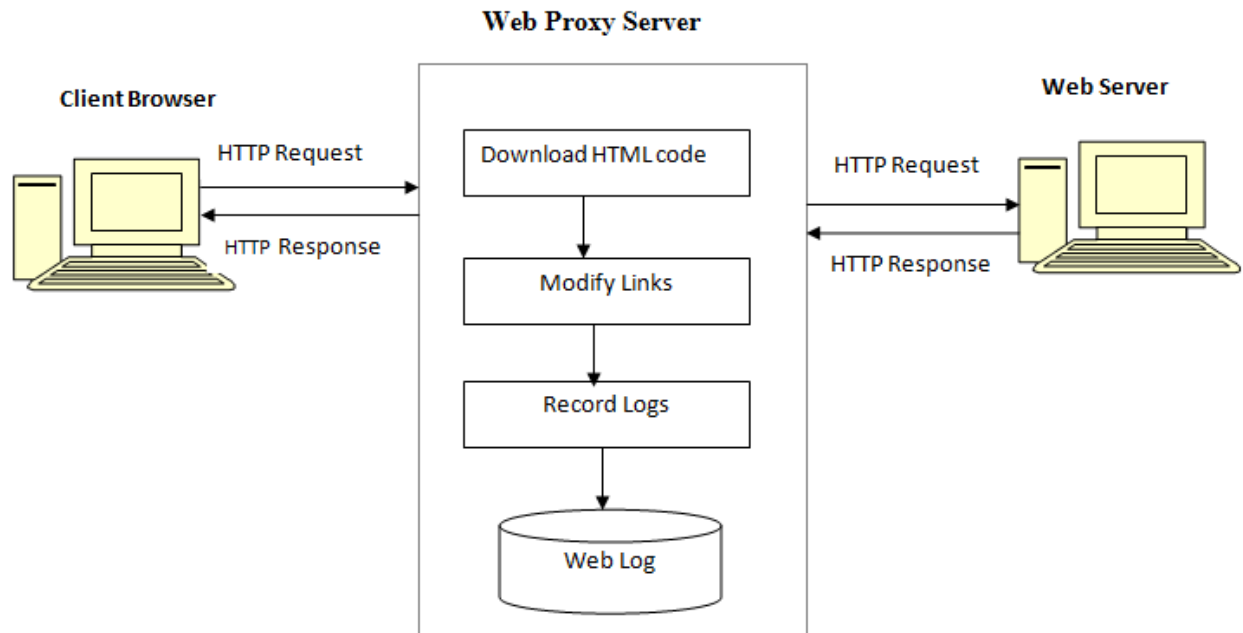 Web Proxy Server
Client Browser
Web Server
HTTP Request
HTTP Response
Download HTML code
Modify Links
Record Logs
Web Log
HTTP Request
HTTP Response